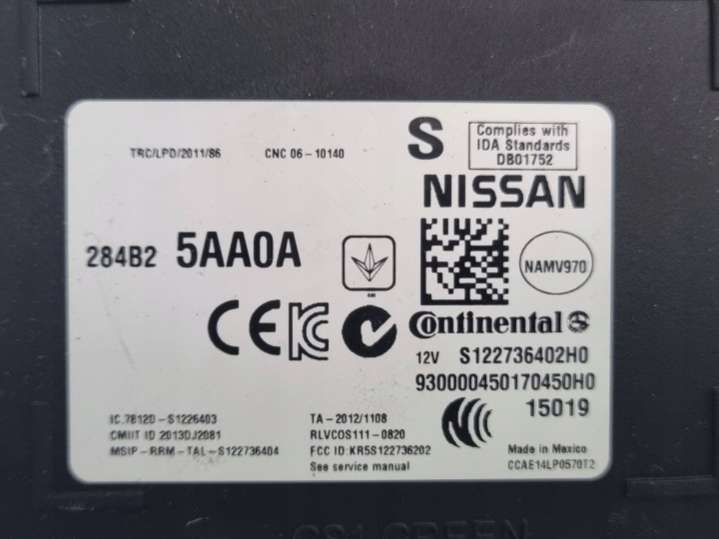 TRC/LPD/2011/86
CNC 06-10140
S
Complies with
IDA Standards
DB01752
NISSAN
284B2 5AA0A
NAMV970
CE
Continental
12V S122736402H0
930000450170450H0
15019
IC.7812D-S1226403
CMIIT ID 2013DJ2081
MSIP-RRM-TAL-S122736404
TA-2012/1108
RLVCOS111-0820
FCC ID:KR5S122736202
See service manual
Made in Mexico
CCAE14LP0570T2
GREEN